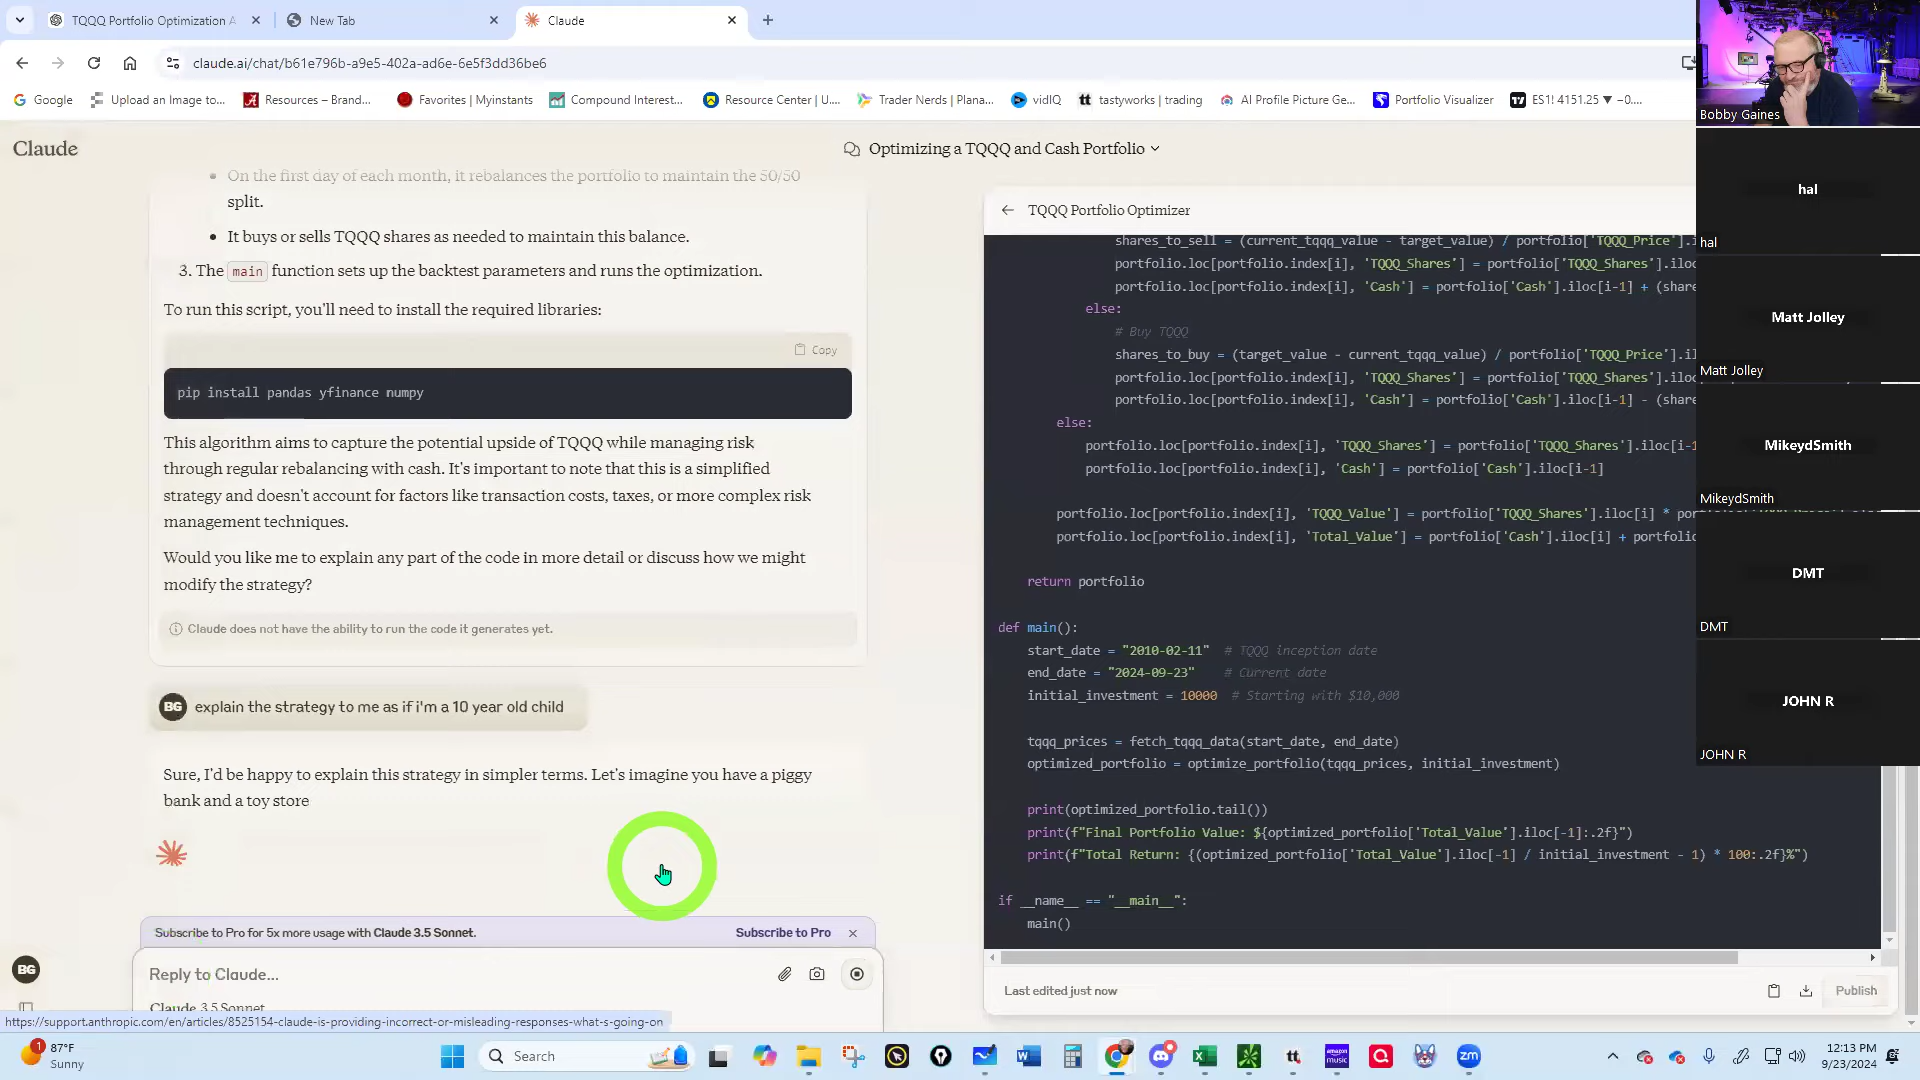 TQQQ Portfolio Optimization A
New Tab
Claude
claude.ai/chat/b61e796b-a9e5-402a-ad6e-6e5f3dd36be6
Google
Upload an Image to...
Resources – Brand...
Favorites | Myinstants
Compound Interest...
Resource Center | U...
Trader Nerds | Plana...
vidIQ
tastyworks | trading
AI Profile Picture Ge...
Portfolio Visualizer
ES1! 4151.25 ▼ −0....
Claude
Optimizing a TQQQ and Cash Portfolio
On the first day of each month, it rebalances the portfolio to maintain the 50/50
split.
It buys or sells TQQQ shares as needed to maintain this balance.
3. The main function sets up the backtest parameters and runs the optimization.
To run this script, you'll need to install the required libraries:
Copy
pip install pandas yfinance numpy
This algorithm aims to capture the potential upside of TQQQ while managing risk
through regular rebalancing with cash. It's important to note that this is a simplified
strategy and doesn't account for factors like transaction costs, taxes, or more complex risk
management techniques.
Would you like me to explain any part of the code in more detail or discuss how we might
modify the strategy?
Claude does not have the ability to run the code it generates yet.
BG explain the strategy to me as if i'm a 10 year old child
Sure, I'd be happy to explain this strategy in simpler terms. Let's imagine you have a piggy
bank and a toy store
Subscribe to Pro for 5x more usage with Claude 3.5 Sonnet.
Subscribe to Pro
BG
Reply to Claude...
Claude 3.5 Sonnet
https://support.anthropic.com/en/articles/8525154-claude-is-providing-incorrect-or-misleading-responses-what-s-going-on
TQQQ Portfolio Optimizer
shares_to_sell = (current_tqqq_value - target_value) / portfolio['TQQQ_Price'].i
portfolio.loc[portfolio.index[i], 'TQQQ_Shares'] = portfolio['TQQQ_Shares'].iloc
portfolio.loc[portfolio.index[i], 'Cash'] = portfolio['Cash'].iloc[i-1] + (share
else:
# Buy TQQQ
shares_to_buy = (target_value - current_tqqq_value) / portfolio['TQQQ_Price'].il
portfolio.loc[portfolio.index[i], 'TQQQ_Shares'] = portfolio['TQQQ_Shares'].iloc
portfolio.loc[portfolio.index[i], 'Cash'] = portfolio['Cash'].iloc[i-1] - (share
else:
portfolio.loc[portfolio.index[i], 'TQQQ_Shares'] = portfolio['TQQQ_Shares'].iloc[i-1
portfolio.loc[portfolio.index[i], 'Cash'] = portfolio['Cash'].iloc[i-1]
portfolio.loc[portfolio.index[i], 'TQQQ_Value'] = portfolio['TQQQ_Shares'].iloc[i] * por
portfolio.loc[portfolio.index[i], 'Total_Value'] = portfolio['Cash'].iloc[i] + portfolio
return portfolio
def main():
start_date = "2010-02-11" # TQQQ inception date
end_date = "2024-09-23" # Current date
initial_investment = 10000 # Starting with $10,000
tqqq_prices = fetch_tqqq_data(start_date, end_date)
optimized_portfolio = optimize_portfolio(tqqq_prices, initial_investment)
print(optimized_portfolio.tail())
print(f"Final Portfolio Value: ${optimized_portfolio['Total_Value'].iloc[-1]:.2f}")
print(f"Total Return: {(optimized_portfolio['Total_Value'].iloc[-1] / initial_investment - 1) * 100:.2f}%")
if __name__ == "__main__":
main()
Last edited just now
Publish
Bobby Gaines
hal
hal
Matt Jolley
Matt Jolley
MikeydSmith
MikeydSmith
DMT
DMT
JOHN R
JOHN R
1
87°F
Sunny
Search
tt
zm
12:13 PM
9/23/2024